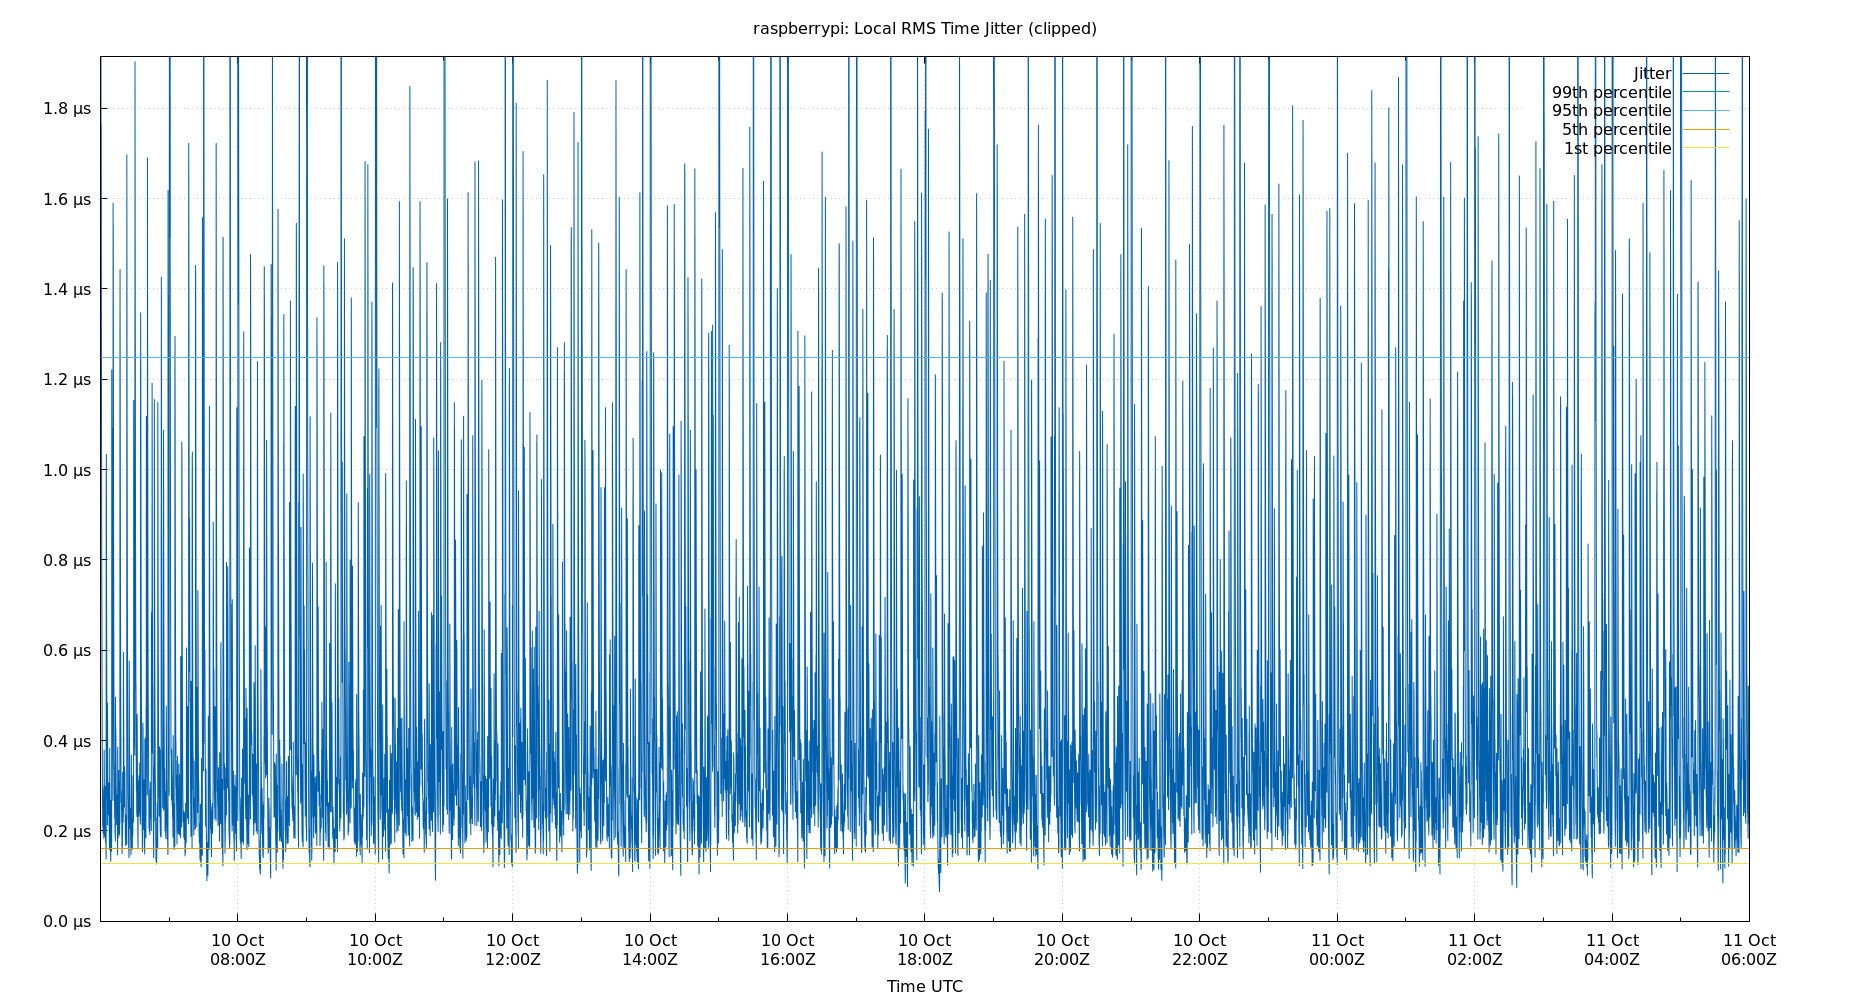 raspberrypi: Local RMS Time Jitter (clipped)
Jitter
99th percentile
95th percentile
5th percentile
1st percentile
1.8 µs
1.6 µs
1.4 µs
1.2 µs
1.0 µs
0.8 µs
0.6 µs
0.4 µs
0.2 µs
0.0 µs
10 Oct 10 Oct 10 Oct 10 Oct 10 Oct 10 Oct 10 Oct 10 Oct 11 Oct 11 Oct 11 Oct 11 Oct
08:00Z 10:00Z 12:00Z 14:00Z 16:00Z 18:00Z 20:00Z 22:00Z 00:00Z 02:00Z 04:00Z 06:00Z
Time UTC